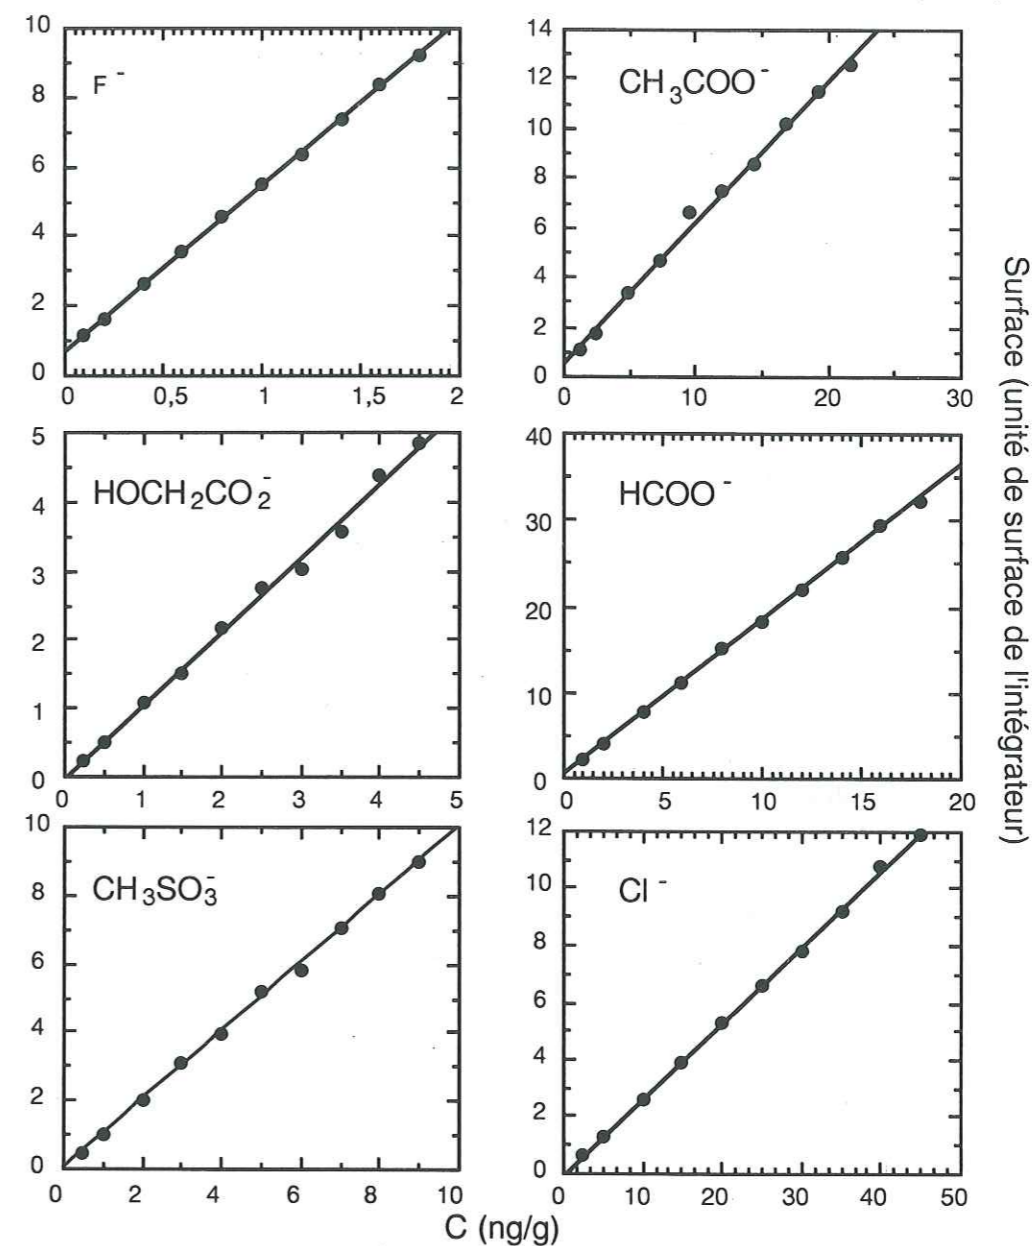 F⁻
10
8
6
4
2
0
0 0,5 1 1,5 2
CH₃COO⁻
14
12
10
8
6
4
2
0
0 10 20 30
HOCH₂CO₂⁻
5
4
3
2
1
0
0 1 2 3 4 5
HCOO⁻
40
30
20
10
0
0 5 10 15 20
CH₃SO₃⁻
10
8
6
4
2
0
0 2 4 6 8 10
Cl⁻
12
10
8
6
4
2
0
0 10 20 30 40 50
C (ng/g)
Surface (unité de surface de l'intégrateur)